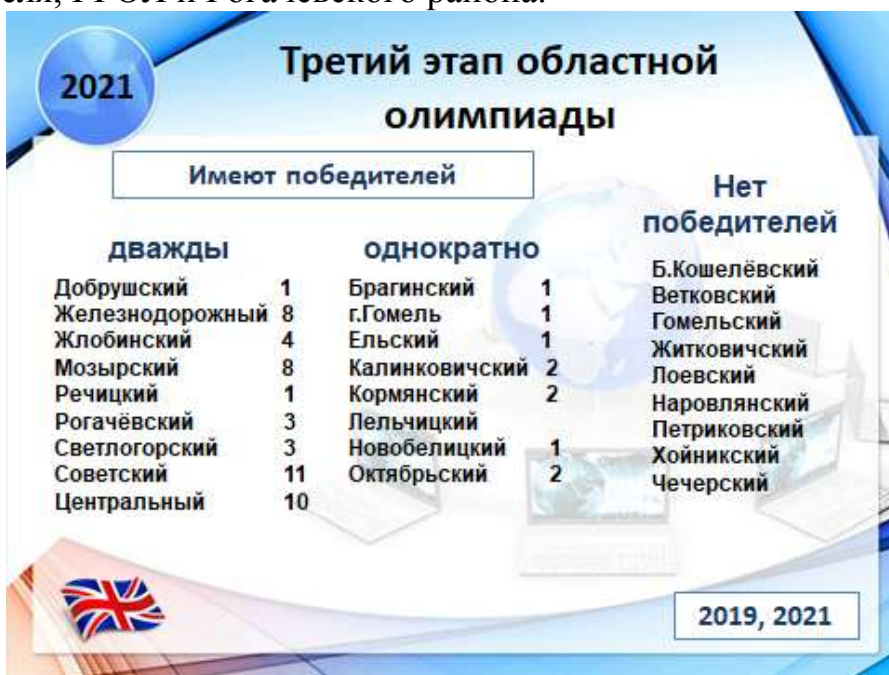 2021
Третий этап областной
олимпиады
Имеют победителей
дважды
Добрушский 1
Железнодорожный 8
Жлобинский 4
Мозырский 8
Речицкий 1
Рогачёвский 3
Светлогорский 3
Советский 11
Центральный 10
однократно
Брагинский 1
г.Гомель 1
Ельский 1
Калинковичский 2
Кормянский 2
Лельчицкий
Новобелицкий 1
Октябрьский 2
Нет
победителей
Б.Кошелёвский
Ветковский
Гомельский
Житковичский
Лоевский
Наровлянский
Петриковский
Хойникский
Чечерский
2019, 2021